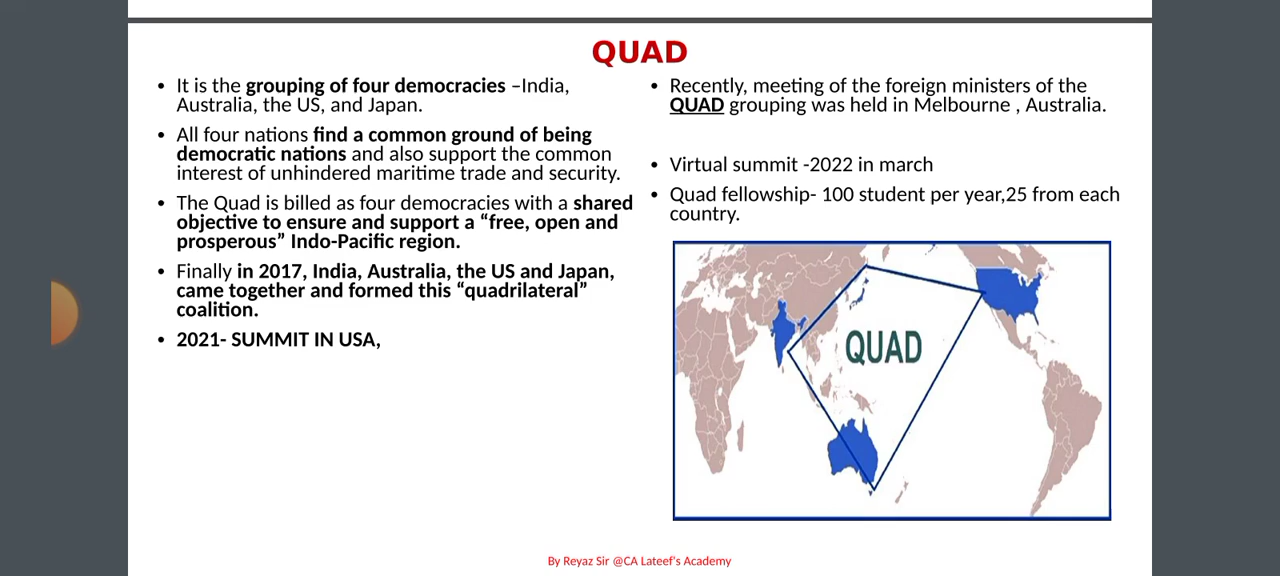 QUAD
• It is the grouping of four democracies –India,
Australia, the US, and Japan.
• All four nations find a common ground of being
democratic nations and also support the common
interest of unhindered maritime trade and security.
• The Quad is billed as four democracies with a shared
objective to ensure and support a “free, open and
prosperous” Indo-Pacific region.
• Finally in 2017, India, Australia, the US and Japan,
came together and formed this “quadrilateral”
coalition.
• 2021- SUMMIT IN USA,
• Recently, meeting of the foreign ministers of the
QUAD grouping was held in Melbourne , Australia.
• Virtual summit -2022 in march
• Quad fellowship- 100 student per year,25 from each
country.
QUAD
By Reyaz Sir @CA Lateef's Academy